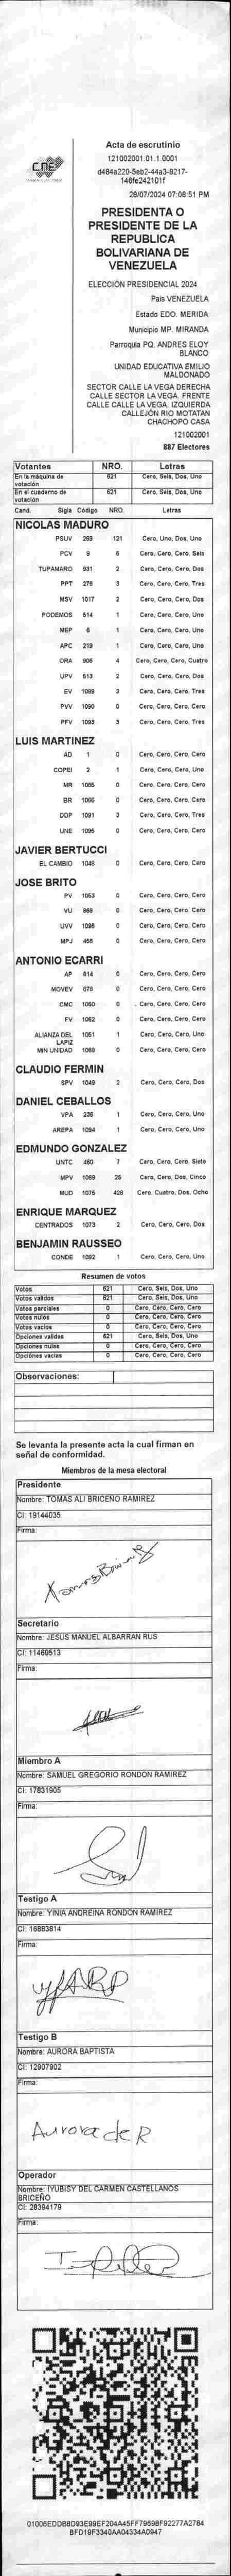 CNE
Acta de escrutinio
121002001.01.1.0001
d484a220-5eb2-44a3-9217-
146fe242101f
28/07/2024 07:08:51 PM
PRESIDENTA O
PRESIDENTE DE LA
REPUBLICA
BOLIVARIANA DE
VENEZUELA
ELECCIÓN PRESIDENCIAL 2024
País VENEZUELA
Estado EDO. MERIDA
Municipio MP. MIRANDA
Parroquia PQ. ANDRES ELOY
BLANCO
UNIDAD EDUCATIVA EMILIO
MALDONADO
SECTOR CALLE LA VEGA DERECHA
CALLE SECTOR LA VEGA. FRENTE
CALLE CALLE LA VEGA. IZQUIERDA
CALLEJÓN RIO MOTATAN
CHACHOPO CASA
121002001
887 Electores
Votantes NRO. Letras
En la máquina de votación 621 Cero, Seis, Dos, Uno
En el cuaderno de votación 621 Cero, Seis, Dos, Uno
Cand. Sigla Código NRO. Letras
NICOLAS MADURO
PSUV 269 121 Cero, Uno, Dos, Uno
PCV 9 6 Cero, Cero, Cero, Seis
TUPAMARO 931 2 Cero, Cero, Cero, Dos
PPT 276 3 Cero, Cero, Cero, Tres
MSV 1017 2 Cero, Cero, Cero, Dos
PODEMOS 514 1 Cero, Cero, Cero, Uno
MEP 6 1 Cero, Cero, Cero, Uno
APC 219 1 Cero, Cero, Cero, Uno
ORA 906 4 Cero, Cero, Cero, Cuatro
UPV 513 2 Cero, Cero, Cero, Dos
EV 1099 3 Cero, Cero, Cero, Tres
PVV 1090 0 Cero, Cero, Cero, Cero
PFV 1093 3 Cero, Cero, Cero, Tres
LUIS MARTINEZ
AD 1 0 Cero, Cero, Cero, Cero
COPEI 2 1 Cero, Cero, Cero, Uno
MR 1065 0 Cero, Cero, Cero, Cero
BR 1066 0 Cero, Cero, Cero, Cero
DDP 1091 3 Cero, Cero, Cero, Tres
UNE 1096 0 Cero, Cero, Cero, Cero
JAVIER BERTUCCI
EL CAMBIO 1048 0 Cero, Cero, Cero, Cero
JOSE BRITO
PV 1053 0 Cero, Cero, Cero, Cero
VU 868 0 Cero, Cero, Cero, Cero
UVV 1098 0 Cero, Cero, Cero, Cero
MPJ 458 0 Cero, Cero, Cero, Cero
ANTONIO ECARRI
AP 914 0 Cero, Cero, Cero, Cero
MOVEV 678 0 Cero, Cero, Cero, Cero
CMC 1050 0 Cero, Cero, Cero, Cero
FV 1062 0 Cero, Cero, Cero, Cero
ALIANZA DEL LAPIZ 1051 1 Cero, Cero, Cero, Uno
MIN UNIDAD 1068 0 Cero, Cero, Cero, Cero
CLAUDIO FERMIN
SPV 1049 2 Cero, Cero, Cero, Dos
DANIEL CEBALLOS
VPA 236 1 Cero, Cero, Cero, Uno
AREPA 1094 1 Cero, Cero, Cero, Uno
EDMUNDO GONZALEZ
UNTC 460 7 Cero, Cero, Cero, Siete
MPV 1069 25 Cero, Cero, Dos, Cinco
MUD 1076 428 Cero, Cuatro, Dos, Ocho
ENRIQUE MARQUEZ
CENTRADOS 1073 2 Cero, Cero, Cero, Dos
BENJAMIN RAUSSEO
CONDE 1092 1 Cero, Cero, Cero, Uno
Resumen de votos
Votos 621 Cero, Seis, Dos, Uno
Votos validos 621 Cero, Seis, Dos, Uno
Votos parciales 0 Cero, Cero, Cero, Cero
Votos nulos 0 Cero, Cero, Cero, Cero
Votos vacios 0 Cero, Cero, Cero, Cero
Opciones validas 621 Cero, Seis, Dos, Uno
Opciones nulas 0 Cero, Cero, Cero, Cero
Opciones vacias 0 Cero, Cero, Cero, Cero
Observaciones:
Se levanta la presente acta la cual firman en
señal de conformidad.
Miembros de la mesa electoral
Presidente
Nombre: TOMAS ALI BRICEÑO RAMIREZ
CI: 19144035
Firma:
Secretario
Nombre: JESUS MANUEL ALBARRAN RUS
CI: 11469513
Firma:
Miembro A
Nombre: SAMUEL GREGORIO RONDON RAMIREZ
CI: 17831905
Firma:
Testigo A
Nombre: YINIA ANDREINA RONDON RAMIREZ
CI: 16883814
Firma:
Testigo B
Nombre: AURORA BAPTISTA
CI: 12907902
Firma:
Aurora de R
Operador
Nombre: IYUBISY DEL CARMEN CASTELLANOS
BRICEÑO
CI: 28394179
Firma:
01006EDDB8D93E99EF204A45FF79698F92277A2784
BFD19F3340AA04334A0947